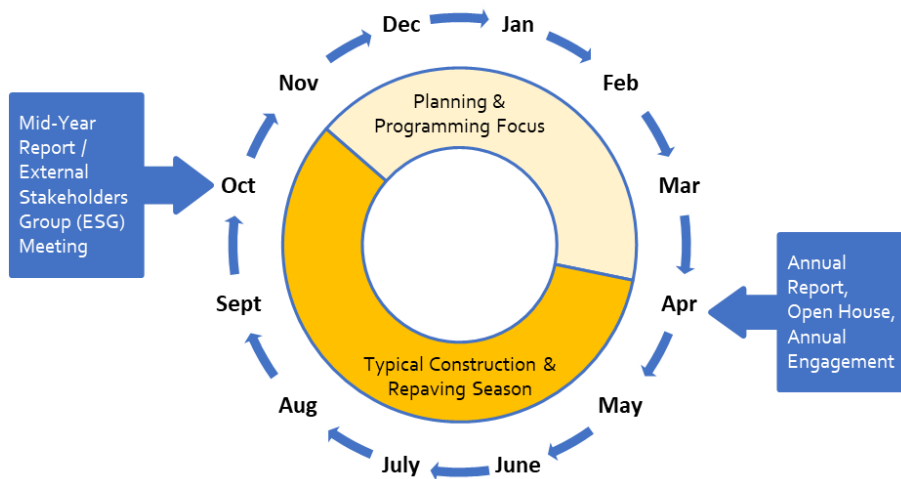 Dec
Jan
Nov
Feb
Planning &
Programming Focus
Mid-Year
Report /
External
Stakeholders
Group (ESG)
Meeting
Oct
Mar
Annual
Report,
Open House,
Annual
Engagement
Sept
Apr
Typical Construction &
Repaving Season
Aug
May
July
June